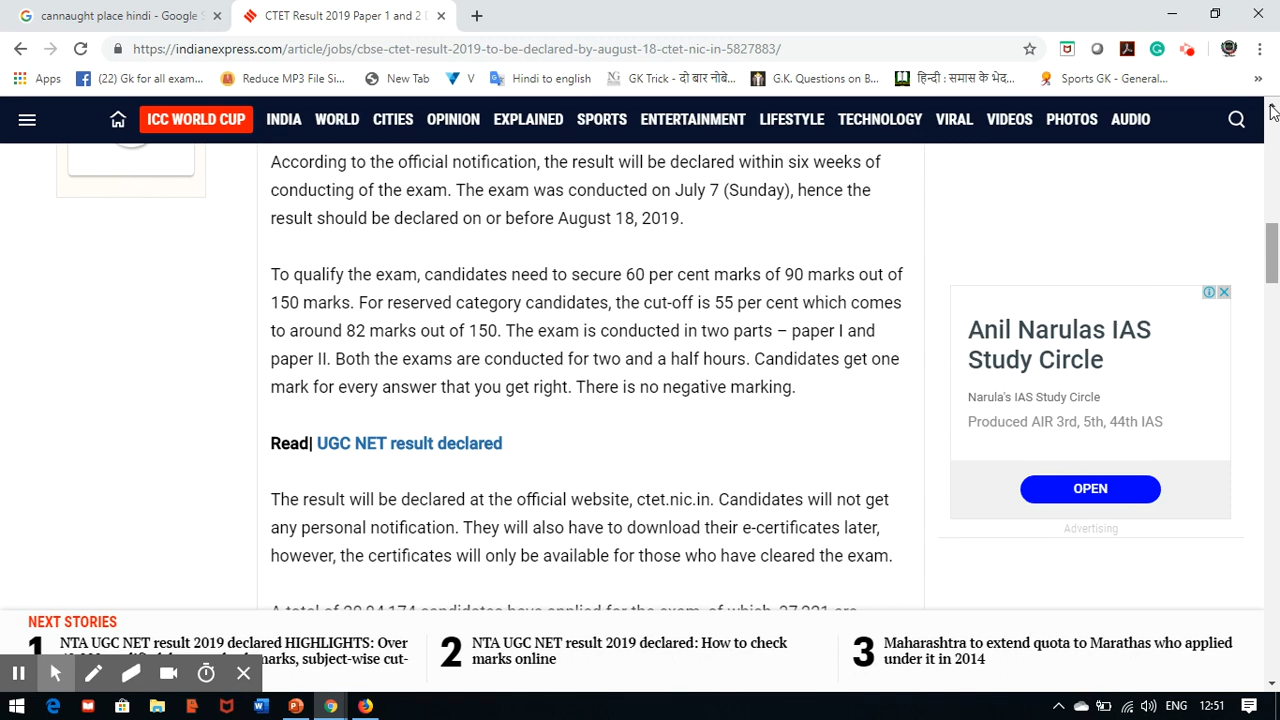 cannaught place hindi - Google S
CTET Result 2019 Paper 1 and 2 D
https://indianexpress.com/article/jobs/cbse-ctet-result-2019-to-be-declared-by-august-18-ctet-nic-in-5827883/
Apps
(22) Gk for all exam...
Reduce MP3 File Si...
New Tab
V
Hindi to english
GK Trick - दो बार नोबे...
G.K. Questions on B...
हिन्दी : समास के भेद...
Sports GK - General...
»
ICC WORLD CUP INDIA WORLD CITIES OPINION EXPLAINED SPORTS ENTERTAINMENT LIFESTYLE TECHNOLOGY VIRAL VIDEOS PHOTOS AUDIO
According to the official notification, the result will be declared within six weeks of
conducting of the exam. The exam was conducted on July 7 (Sunday), hence the
result should be declared on or before August 18, 2019.
To qualify the exam, candidates need to secure 60 per cent marks of 90 marks out of
150 marks. For reserved category candidates, the cut-off is 55 per cent which comes
to around 82 marks out of 150. The exam is conducted in two parts – paper I and
paper II. Both the exams are conducted for two and a half hours. Candidates get one
mark for every answer that you get right. There is no negative marking.
Read| UGC NET result declared
The result will be declared at the official website, ctet.nic.in. Candidates will not get
any personal notification. They will also have to download their e-certificates later,
however, the certificates will only be available for those who have cleared the exam.
A total of candidates have applied for the exam, of which, are
Anil Narulas IAS
Study Circle
Narula's IAS Study Circle
Produced AIR 3rd, 5th, 44th IAS
OPEN
Advertising
NEXT STORIES
1 NTA UGC NET result 2019 declared HIGHLIGHTS: Over
marks, subject-wise cut-
2 NTA UGC NET result 2019 declared: How to check
marks online
3 Maharashtra to extend quota to Marathas who applied
under it in 2014
ENG 12:51